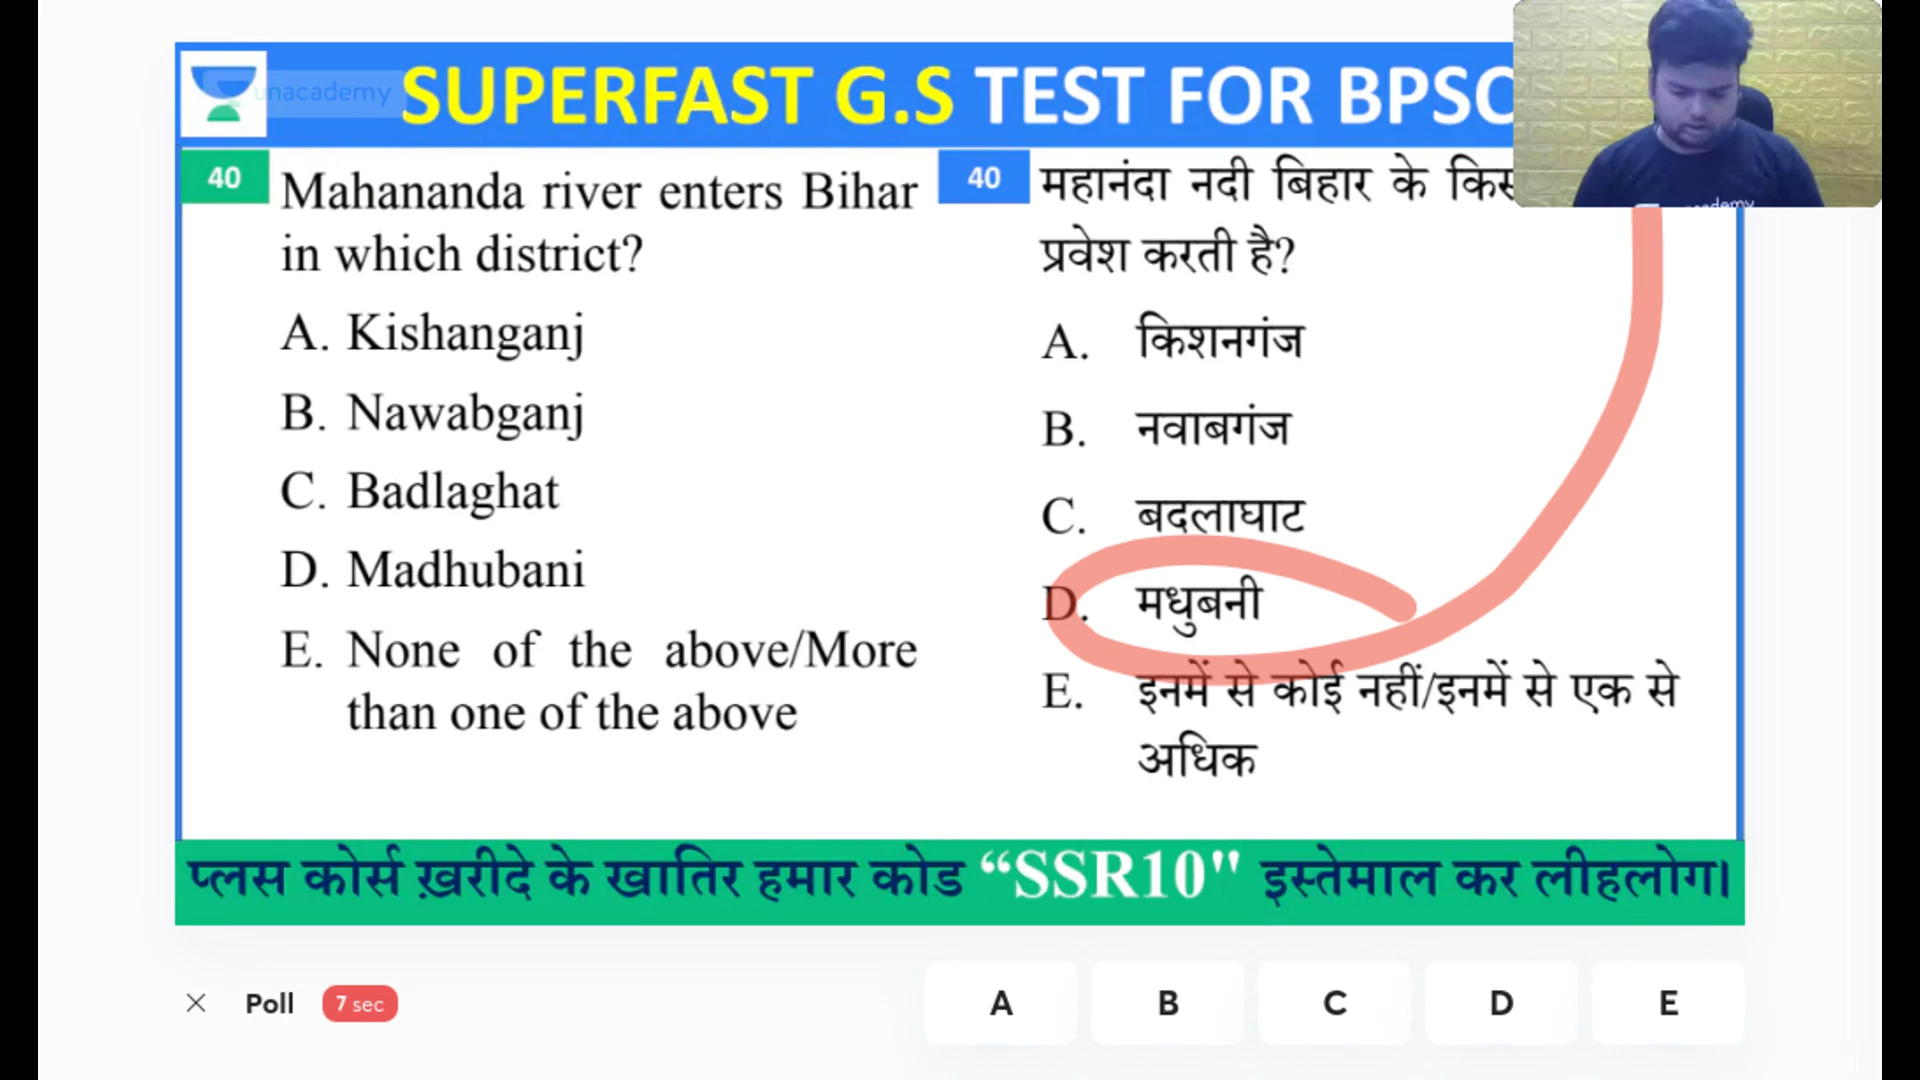 unacademy
SUPERFAST G.S TEST FOR BPSC
40
Mahananda river enters Bihar
in which district?
A. Kishanganj
B. Nawabganj
C. Badlaghat
D. Madhubani
E. None of the above/More
than one of the above
40
महानंदा नदी बिहार के
प्रवेश करती है?
A. किशनगंज
B. नवाबगंज
C. बदलाघाट
D. मधुबनी
E. इनमें से कोई नहीं/इनमें से एक से
अधिक
प्लस कोर्स ख़रीदे के खातिर हमार कोड “SSR10" इस्तेमाल कर लीहलोग।
Poll 7 sec A B C D E